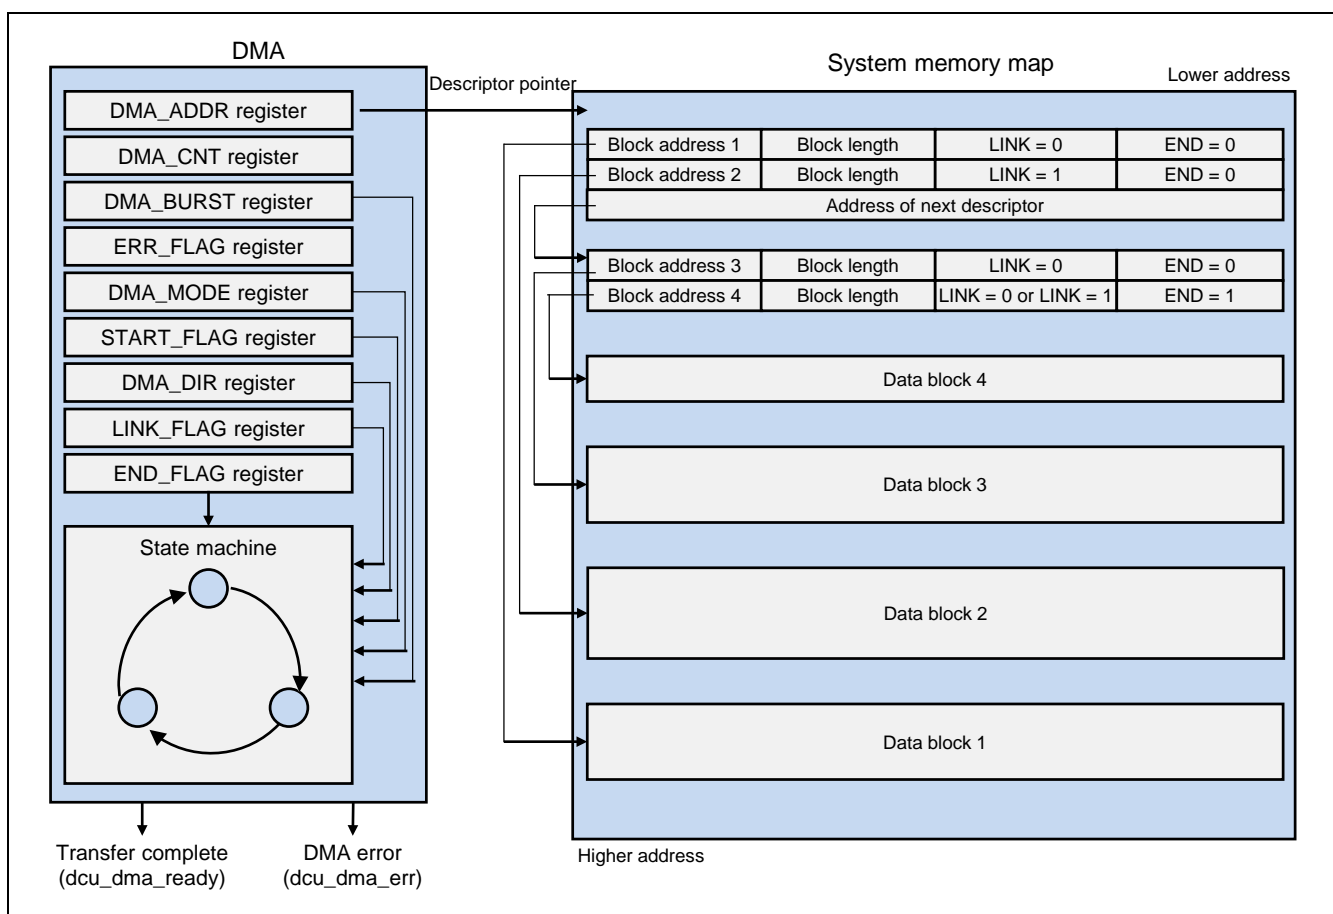 DMA
System memory map
Lower address
Descriptor pointer
DMA_ADDR register
DMA_CNT register
DMA_BURST register
ERR_FLAG register
DMA_MODE register
START_FLAG register
DMA_DIR register
LINK_FLAG register
END_FLAG register
State machine
Transfer complete
(dcu_dma_ready)
DMA error
(dcu_dma_err)
Block address 1 Block length LINK = 0 END = 0
Block address 2 Block length LINK = 1 END = 0
Address of next descriptor
Block address 3 Block length LINK = 0 END = 0
Block address 4 Block length LINK = 0 or LINK = 1 END = 1
Data block 4
Data block 3
Data block 2
Data block 1
Higher address